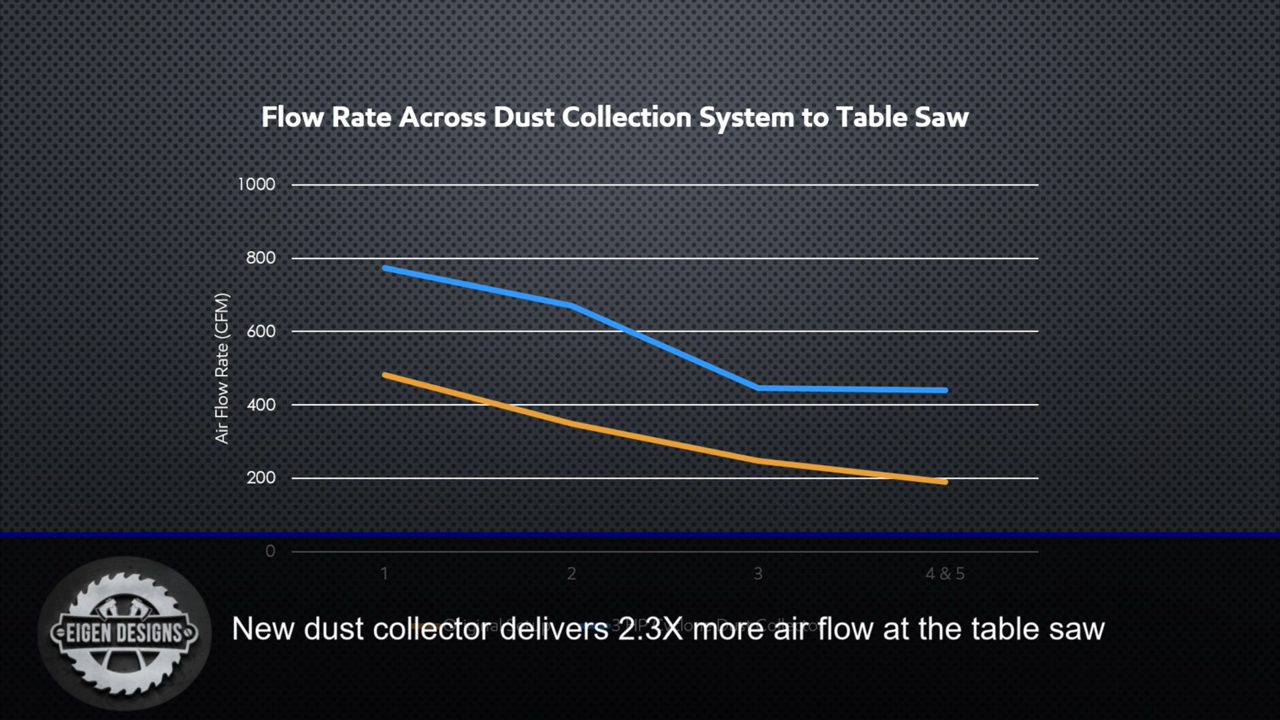 Flow Rate Across Dust Collection System to Table Saw
1000
800
600
400
200
0
Air Flow Rate (CFM)
1 2 3 4 & 5
EIGEN DESIGNS
New dust collector delivers 2.3X more air flow at the table saw